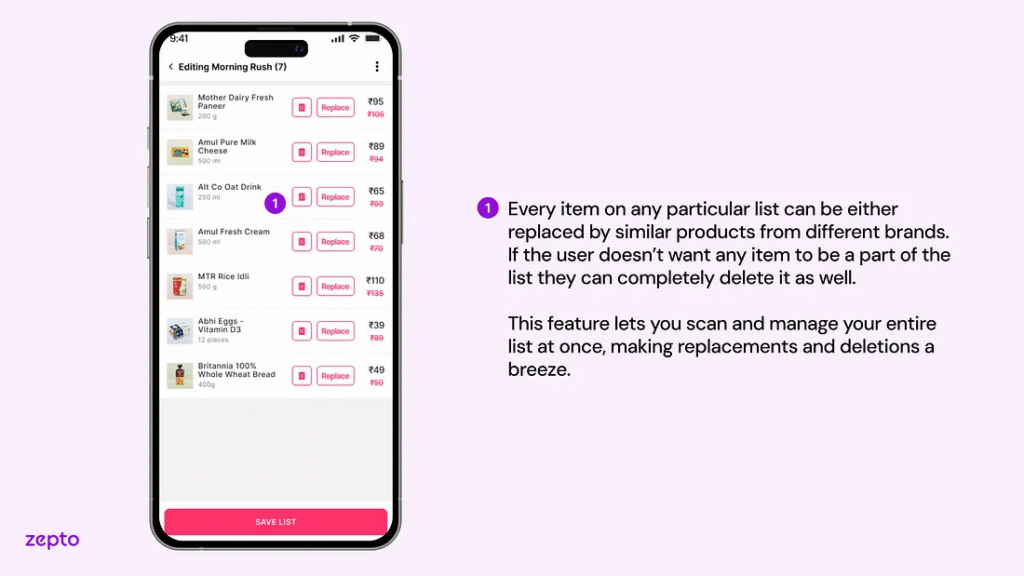 9:41
Editing Morning Rush (7)
Mother Dairy Fresh
Paneer
200 g
Replace
₹95
₹105
Amul Pure Milk
Cheese
500 ml
Replace
₹89
₹94
Alt Co Oat Drink
250 ml
1
Replace
₹65
₹69
Amul Fresh Cream
500 ml
Replace
₹68
₹70
MTR Rice Idli
500 g
Replace
₹110
₹135
Abhi Eggs -
Vitamin D3
12 pieces
Replace
₹39
₹89
Britannia 100%
Whole Wheat Bread
400g
Replace
₹49
₹50
SAVE LIST
1
Every item on any particular list can be either
replaced by similar products from different brands.
If the user doesn’t want any item to be a part of the
list they can completely delete it as well.
This feature lets you scan and manage your entire
list at once, making replacements and deletions a
breeze.
zepto